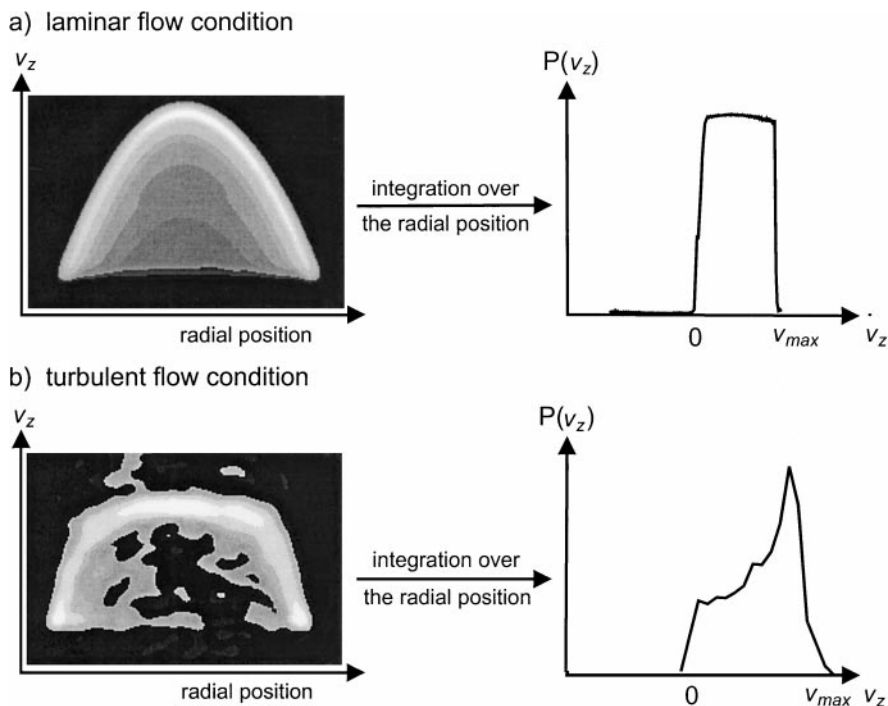 a) laminar flow condition
v_z
P(v_z)
integration over
the radial position
radial position
0
v_max
v_z
b) turbulent flow condition
v_z
P(v_z)
integration over
the radial position
radial position
0
v_max
v_z